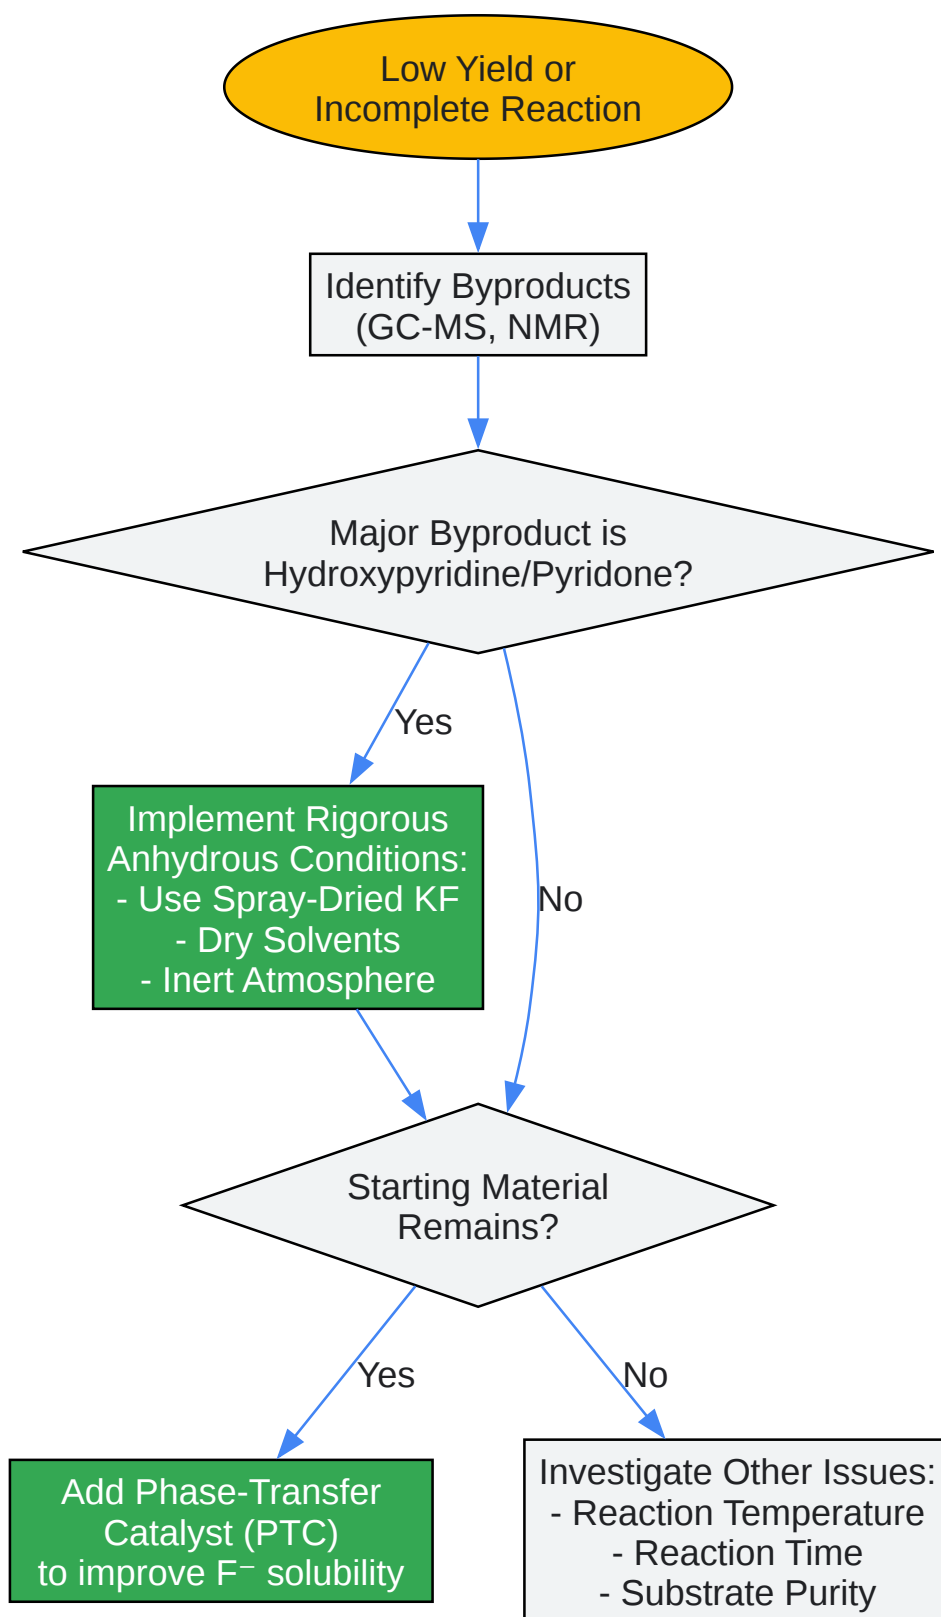 Low Yield or
Incomplete Reaction
Identify Byproducts
(GC-MS, NMR)
Major Byproduct is
Hydroxypyridine/Pyridone?
Yes
Implement Rigorous
Anhydrous Conditions:
- Use Spray-Dried KF
- Dry Solvents
- Inert Atmosphere
No
Starting Material
Remains?
Yes
No
Add Phase-Transfer
Catalyst (PTC)
to improve F⁻ solubility
Investigate Other Issues:
- Reaction Temperature
- Reaction Time
- Substrate Purity